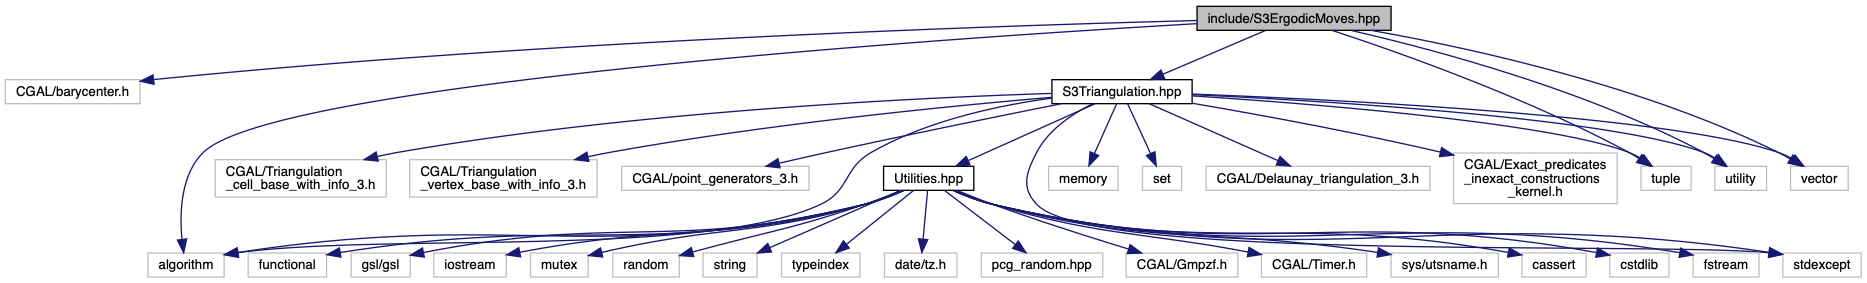 include/S3ErgodicMoves.hpp
CGAL/barycenter.h
S3Triangulation.hpp
CGAL/Triangulation
_cell_base_with_info_3.h
CGAL/Triangulation
_vertex_base_with_info_3.h
CGAL/point_generators_3.h
Utilities.hpp
memory
set
CGAL/Delaunay_triangulation_3.h
CGAL/Exact_predicates
_inexact_constructions
_kernel.h
tuple
utility
vector
algorithm
functional
gsl/gsl
iostream
mutex
random
string
typeindex
date/tz.h
pcg_random.hpp
CGAL/Gmpzf.h
CGAL/Timer.h
sys/utsname.h
cassert
cstdlib
fstream
stdexcept